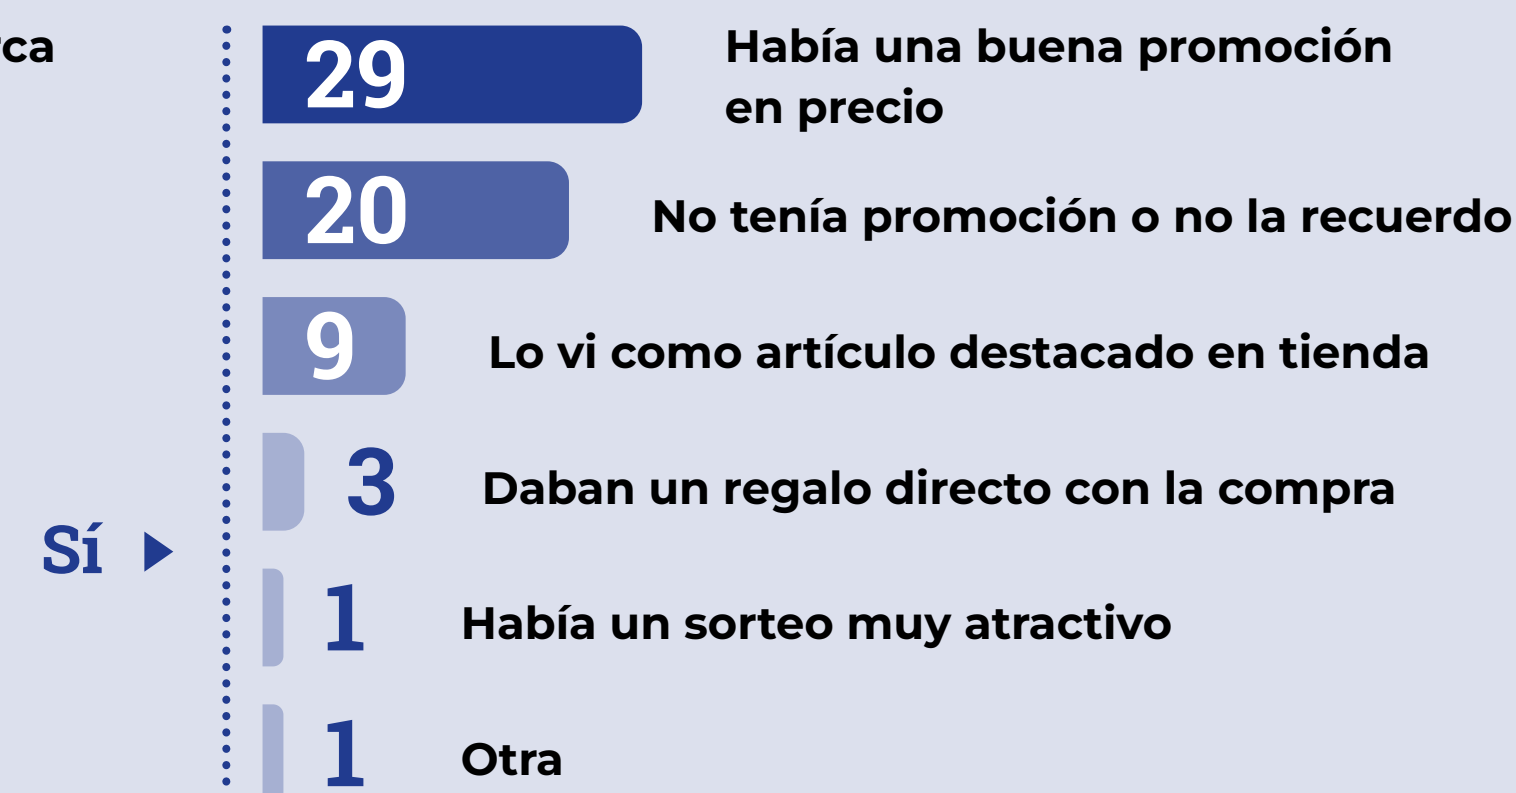 29
Había una buena promoción
en precio
20
No tenía promoción o no la recuerdo
9
Lo vi como artículo destacado en tienda
3
Daban un regalo directo con la compra
Sí
1
Había un sorteo muy atractivo
1
Otra